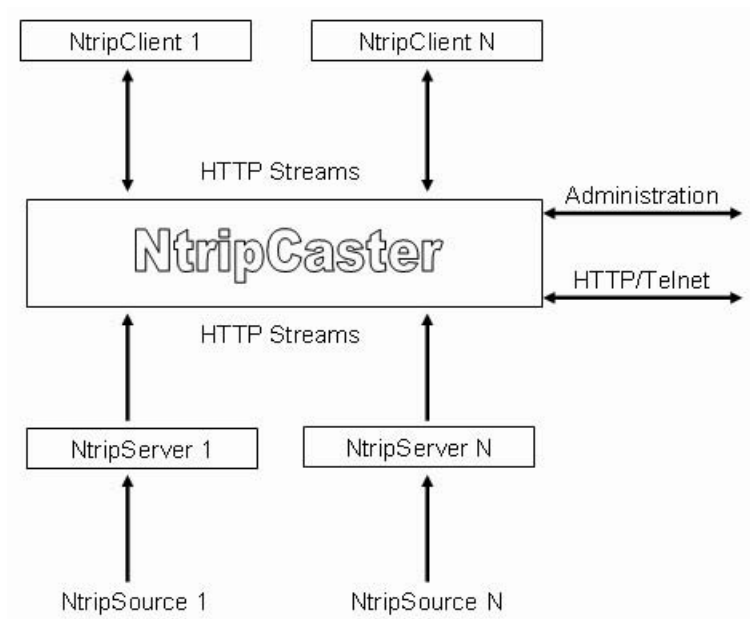 NtripClient 1
NtripClient N
HTTP Streams
Administration
NtripCaster
HTTP/Telnet
HTTP Streams
NtripServer 1
NtripServer N
NtripSource 1
NtripSource N